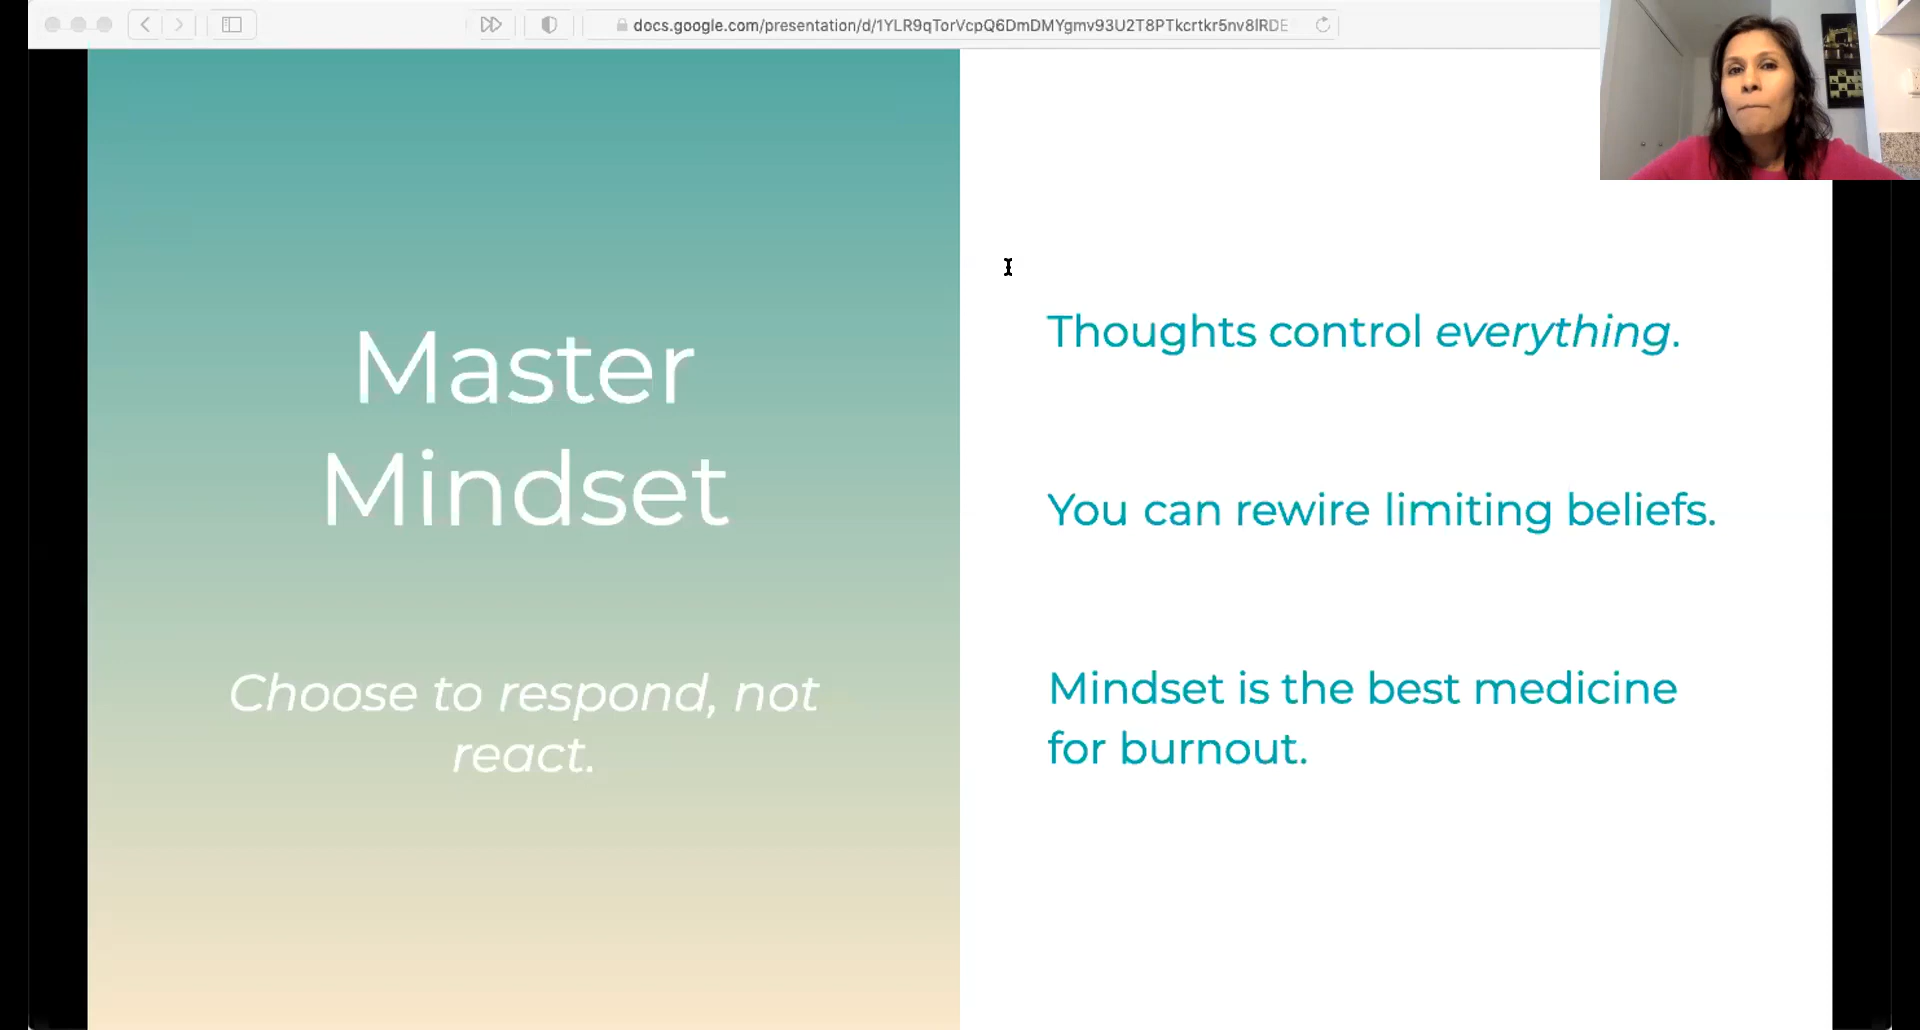 docs.google.com/presentation/d/1YLR9qTorVcpQ6DmDMYgmv93U2T8PTkcrtkr5nv8lRDE
Master
Mindset
Choose to respond, not
react.
Thoughts control everything.
You can rewire limiting beliefs.
Mindset is the best medicine
for burnout.